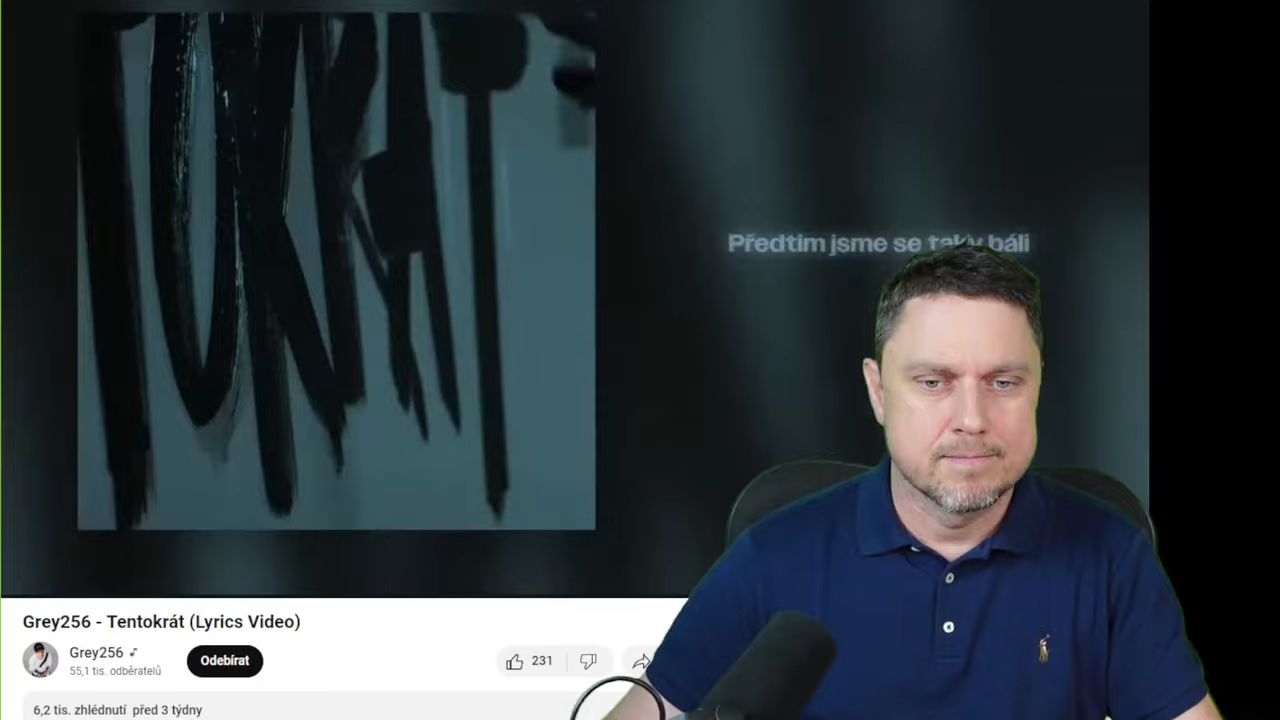 Předtim jsme se taky báli
Grey256 - Tentokrát (Lyrics Video)
Grey256
55,1 tis. odběratelů
Odebírat
231
6,2 tis. zhlédnutí před 3 týdny